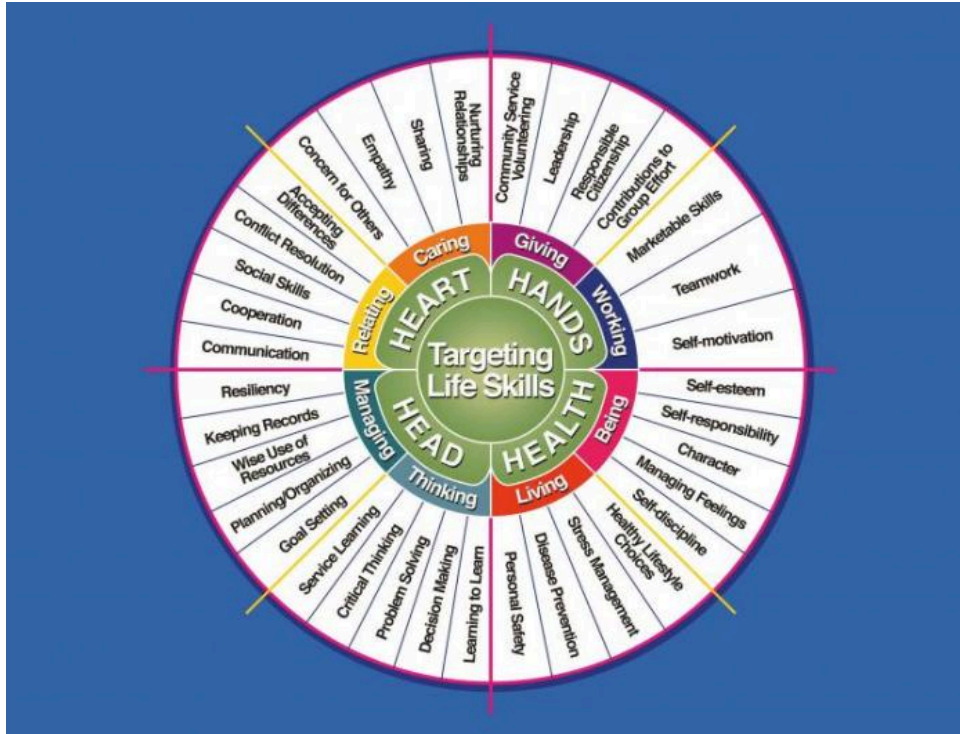 Targeting
Life Skills
HEART
HANDS
HEALTH
HEAD
Caring
Giving
Working
Being
Living
Thinking
Managing
Relating
Nurturing
Relationships
Sharing
Empathy
Concern for Others
Community Service
Volunteering
Leadership
Responsible
Citizenship
Contributions to
Group Effort
Marketable Skills
Teamwork
Self-motivation
Self-esteem
Self-responsibility
Character
Managing Feelings
Self-discipline
Healthy Lifestyle
Choices
Stress Management
Disease Prevention
Personal Safety
Learning to Learn
Decision Making
Problem Solving
Critical Thinking
Service Learning
Goal Setting
Planning/Organizing
Wise Use of
Resources
Keeping Records
Resiliency
Communication
Cooperation
Social Skills
Conflict Resolution
Accepting
Differences